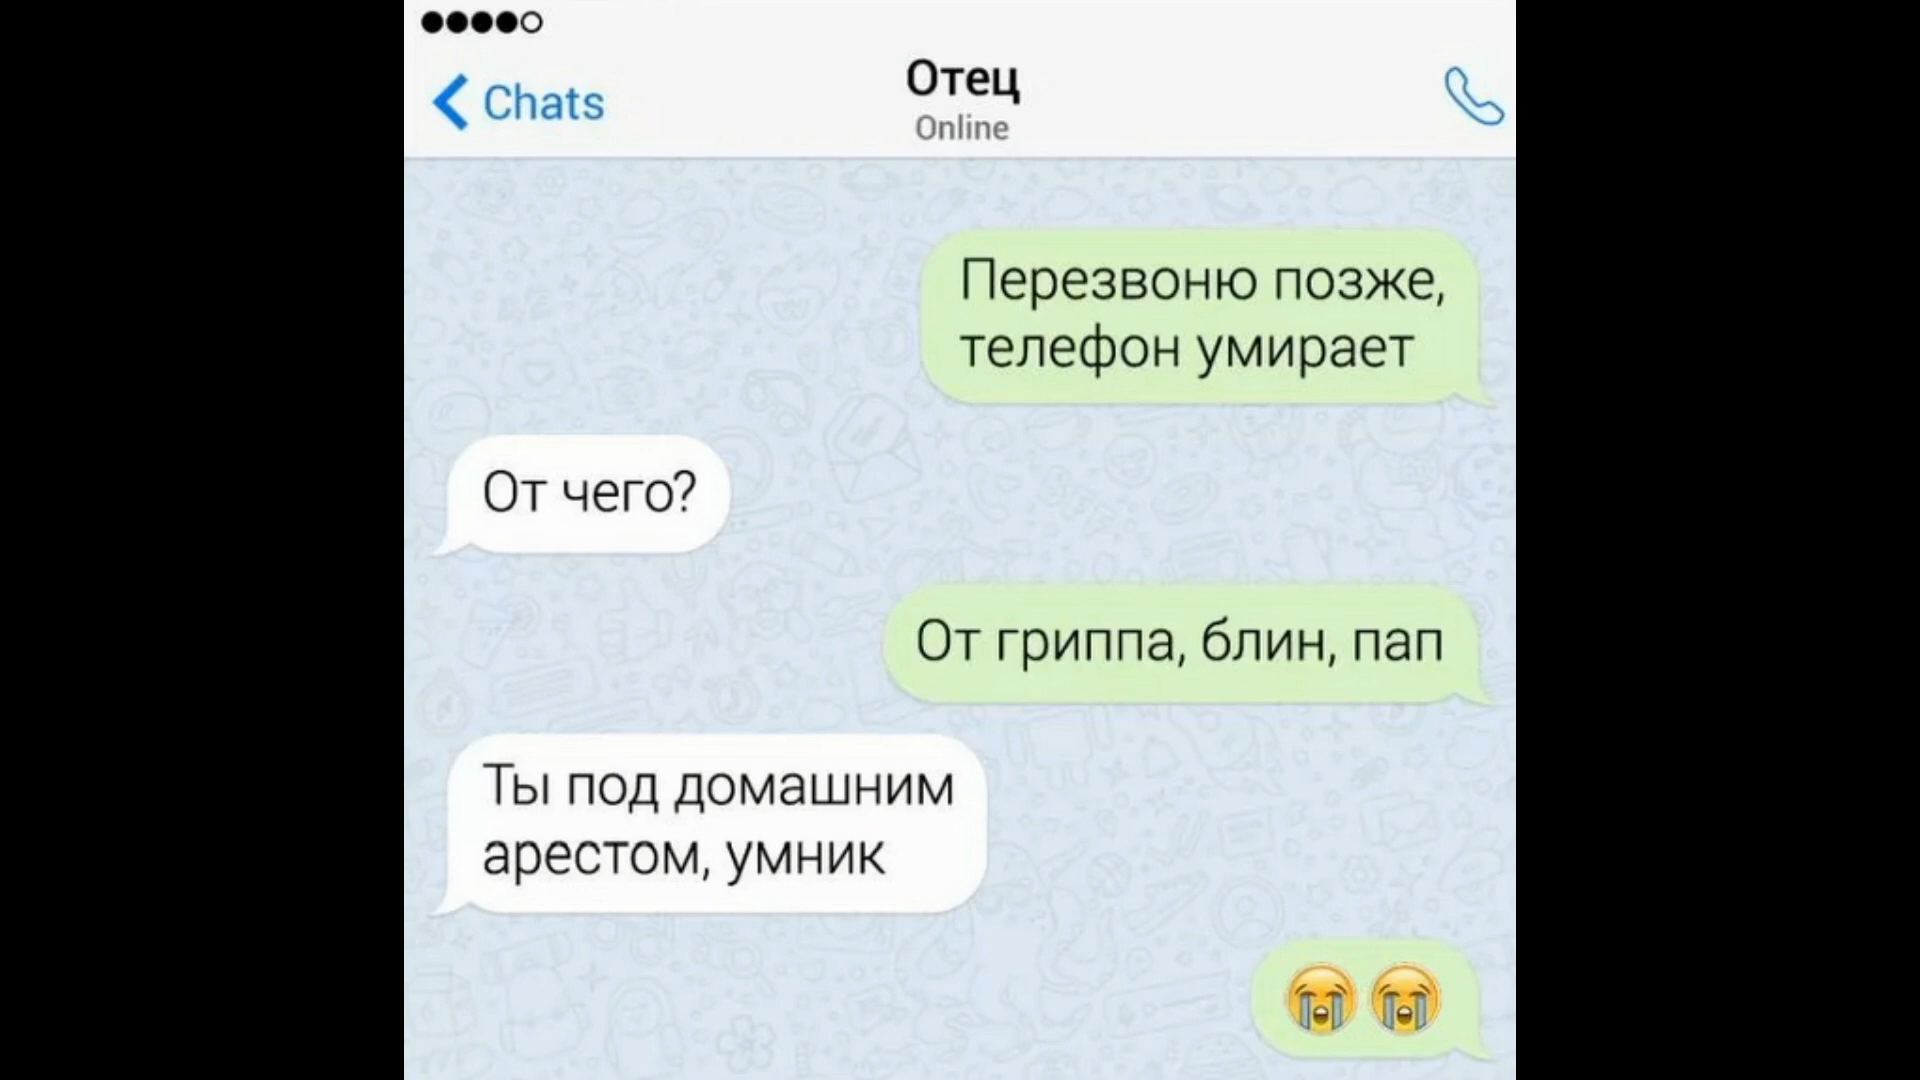 Chats
Отец
Online
Перезвоню позже,
телефон умирает
От чего?
От гриппа, блин, пап
Ты под домашним
арестом, умник
😭😭